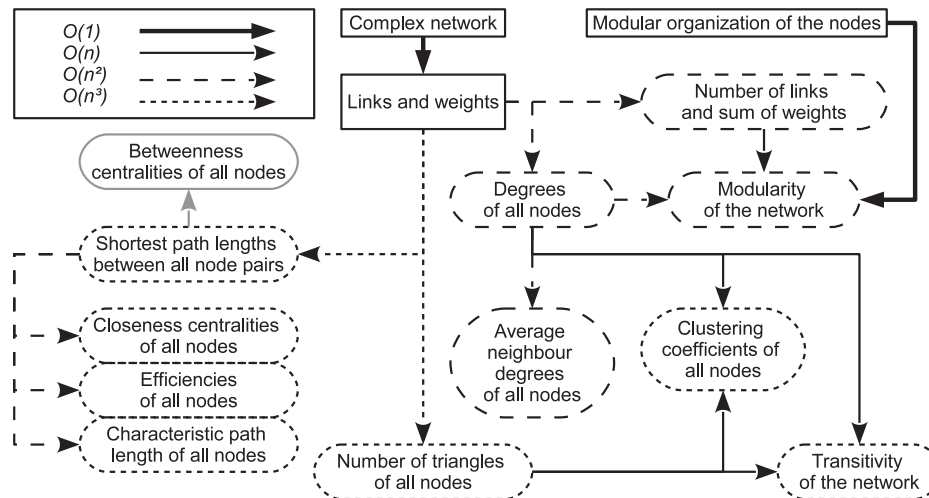 O(1)
O(n)
O(n²)
O(n³)
Complex network
Modular organization of the nodes
Links and weights
Number of links
and sum of weights
Betweenness
centralities of all nodes
Degrees
of all nodes
Modularity
of the network
Shortest path lengths
between all node pairs
Closeness centralities
of all nodes
Average
neighbour
degrees
of all nodes
Clustering
coefficients of
all nodes
Efficiencies
of all nodes
Characteristic path
length of all nodes
Number of triangles
of all nodes
Transitivity
of the network